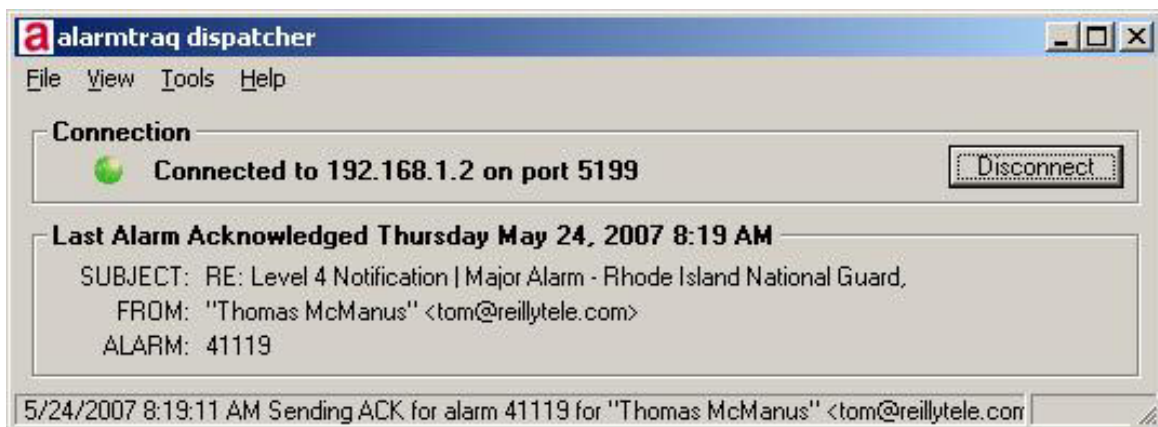 a alarmtraq dispatcher
File View Tools Help
Connection
Connected to 192.168.1.2 on port 5199
Disconnect
Last Alarm Acknowledged Thursday May 24, 2007 8:19 AM
SUBJECT: RE: Level 4 Notification | Major Alarm - Rhode Island National Guard,
FROM: "Thomas McManus" <tom@reillytele.com>
ALARM: 41119
5/24/2007 8:19:11 AM Sending ACK for alarm 41119 for "Thomas McManus" <tom@reillytele.com